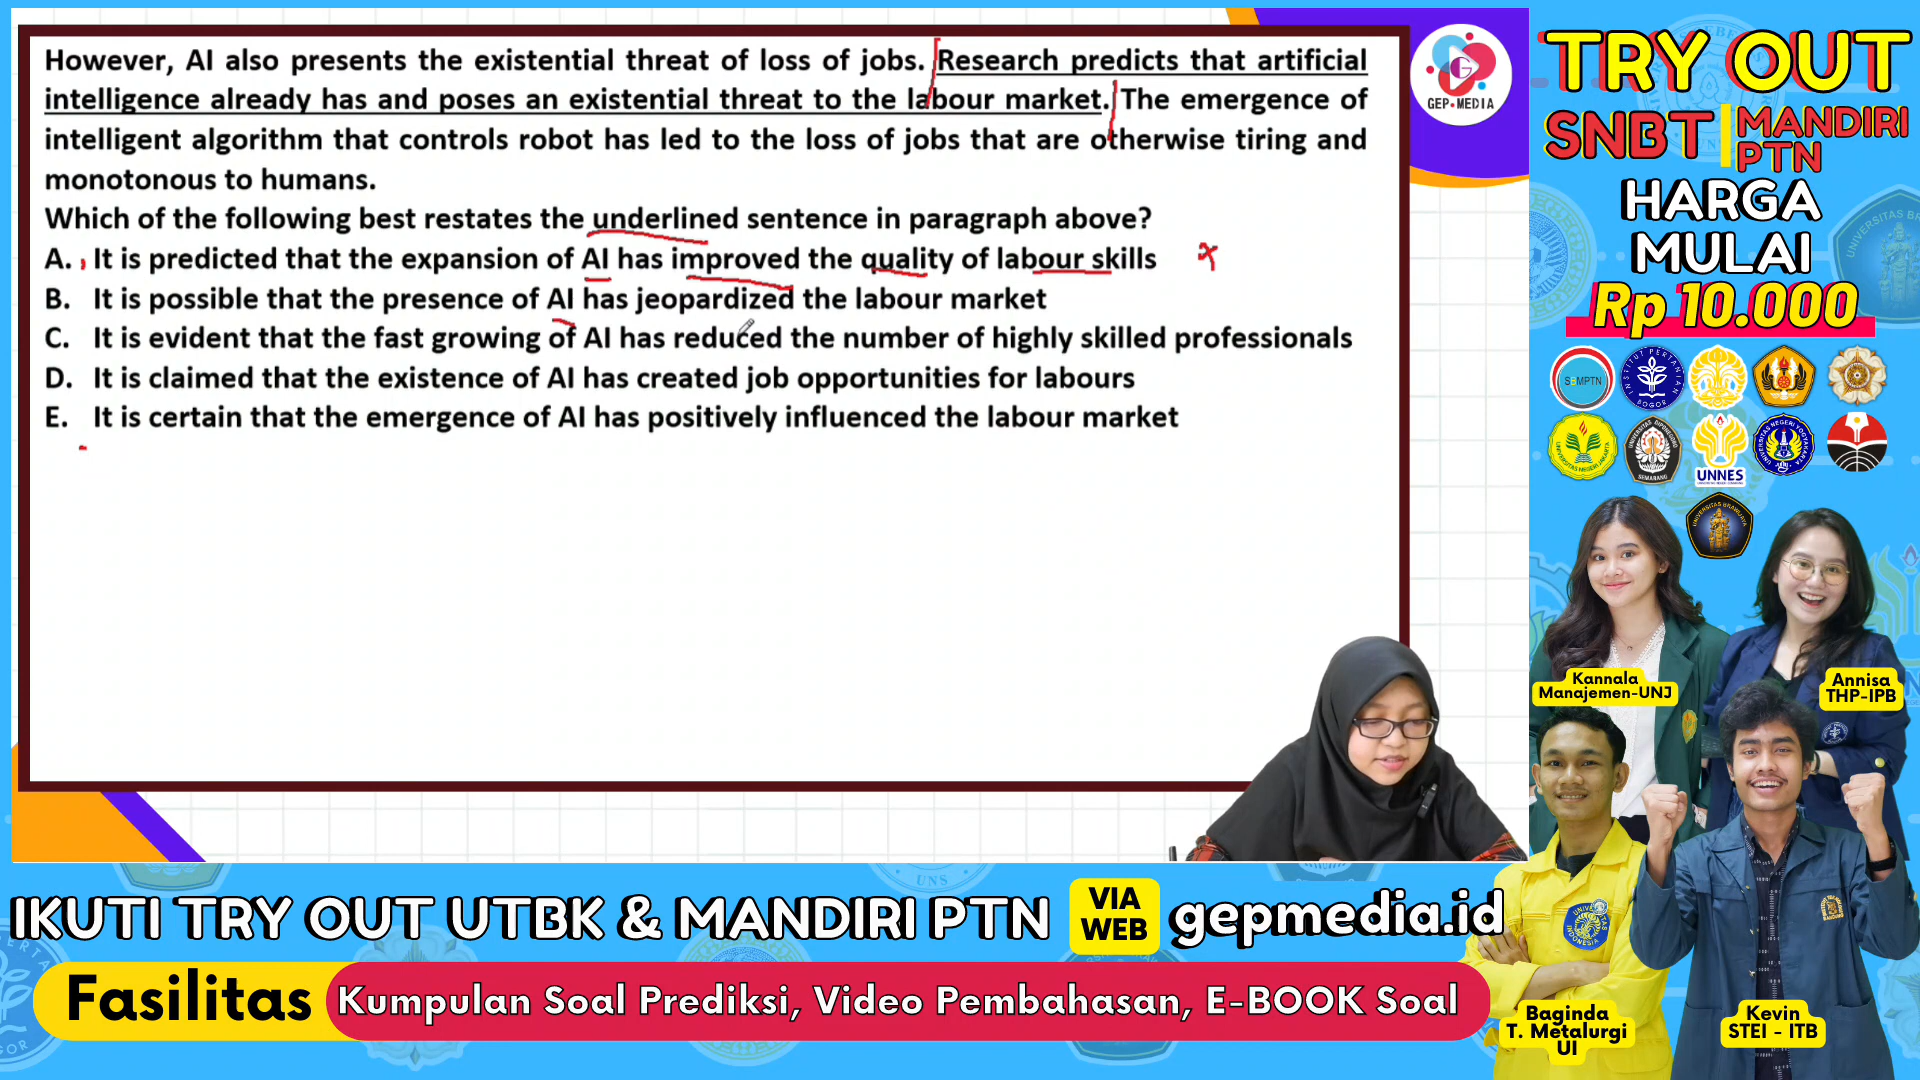 However, AI also presents the existential threat of loss of jobs. Research predicts that artificial
intelligence already has and poses an existential threat to the labour market. The emergence of
intelligent algorithm that controls robot has led to the loss of jobs that are otherwise tiring and
monotonous to humans.
Which of the following best restates the underlined sentence in paragraph above?
A. It is predicted that the expansion of AI has improved the quality of labour skills
B. It is possible that the presence of AI has jeopardized the labour market
C. It is evident that the fast growing of AI has reduced the number of highly skilled professionals
D. It is claimed that the existence of AI has created job opportunities for labours
E. It is certain that the emergence of AI has positively influenced the labour market
G
GEP•MEDIA
TRY OUT
SNBT
MANDIRI
PTN
HARGA
MULAI
Rp 10.000
UNNES
Kannala
Manajemen-UNJ
Annisa
THP-IPB
IKUTI TRY OUT UTBK & MANDIRI PTN
VIA
WEB
gepmedia.id
Fasilitas
Kumpulan Soal Prediksi, Video Pembahasan, E-BOOK Soal
Baginda
T. Metalurgi
UI
Kevin
STEI - ITB